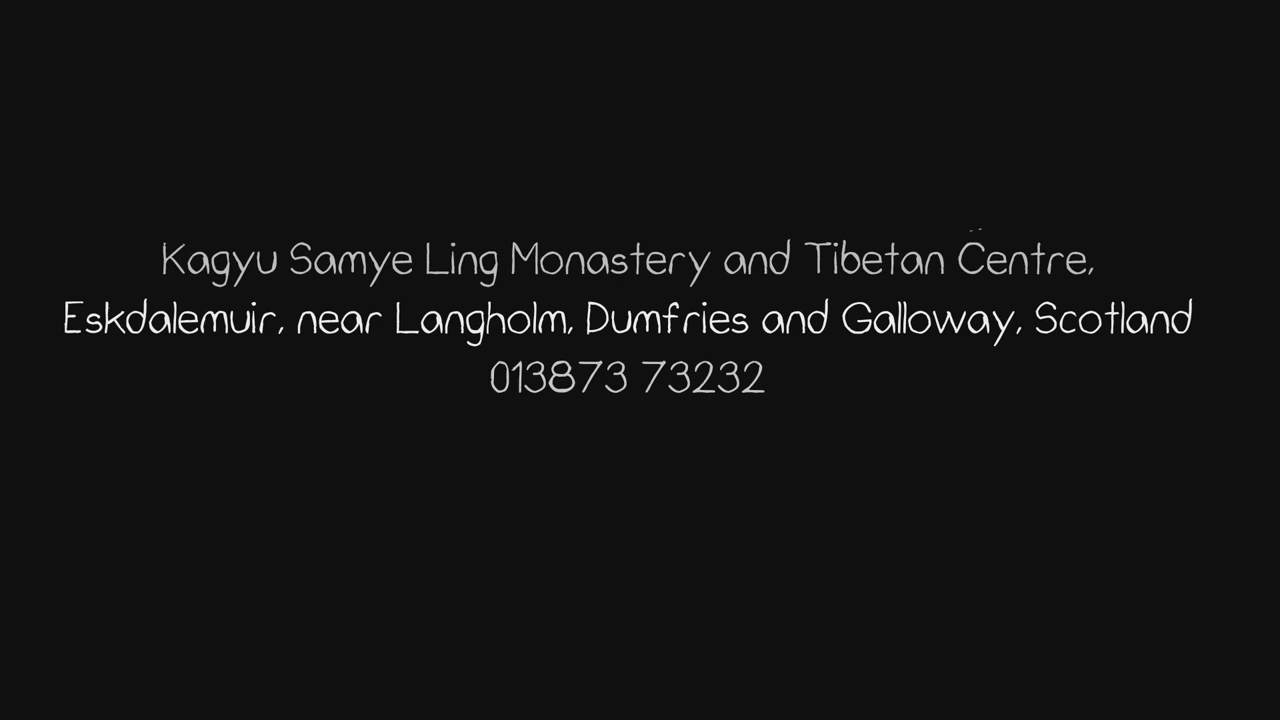 Kagyu Samye Ling Monastery and Tibetan Centre,
Eskdalemuir, near Langholm, Dumfries and Galloway, Scotland
013873 73232